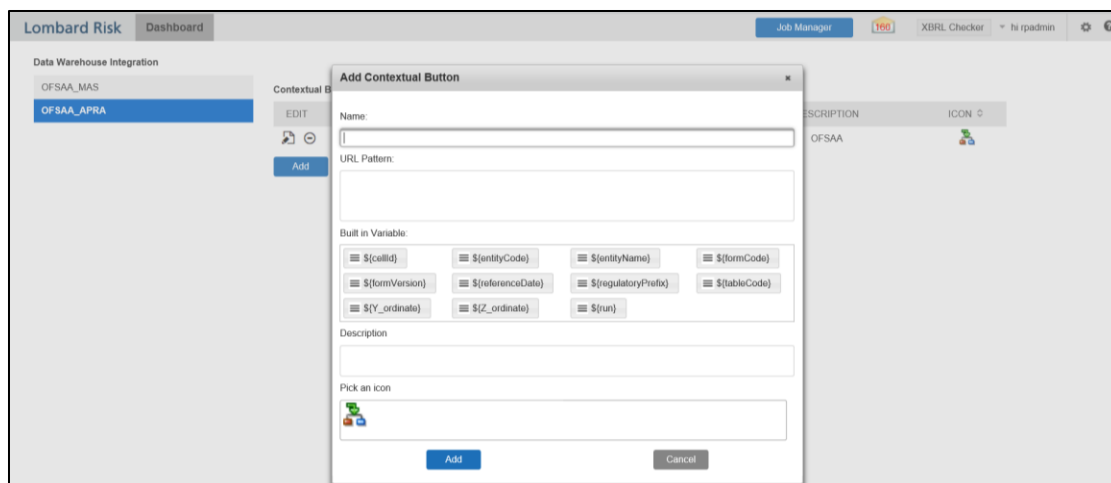 Lombard Risk Dashboard Job Manager 166 XBRL Checker hi rpadmin
Data Warehouse Integration
OFSAA_MAS
OFSAA_APRA
Contextual B
EDIT ESCRIPTION ICON
OFSAA
Add
Add Contextual Button
Name:
URL Pattern:
Built in Variable:
${cellId} ${entityCode} ${entityName} ${formCode}
${formVersion} ${referenceDate} ${regulatoryPrefix} ${tableCode}
${Y_ordinate} ${Z_ordinate} ${run}
Description
Pick an icon
Add Cancel